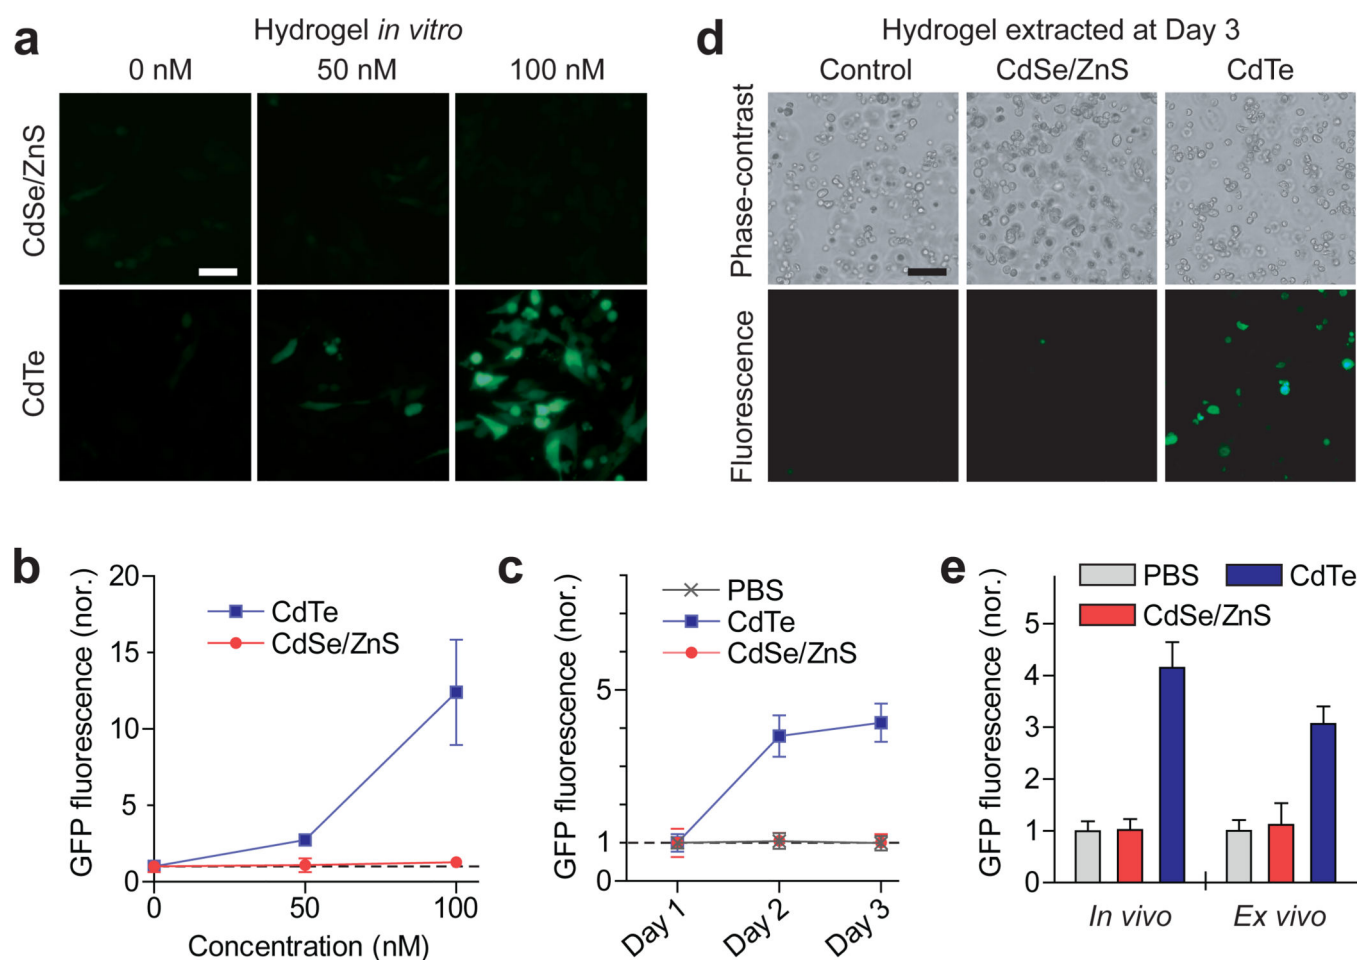 a
Hydrogel in vitro
0 nM 50 nM 100 nM
CdSe/ZnS
CdTe
d
Hydrogel extracted at Day 3
Control CdSe/ZnS CdTe
Phase-contrast
Fluorescence
b
GFP fluorescence (nor.)
20
15
10
5
0
CdTe
CdSe/ZnS
0 50 100
Concentration (nM)
c
GFP fluorescence (nor.)
5
1
0
PBS
CdTe
CdSe/ZnS
Day 1 Day 2 Day 3
e
GFP fluorescence (nor.)
5
4
3
2
1
0
PBS CdTe
CdSe/ZnS
In vivo Ex vivo